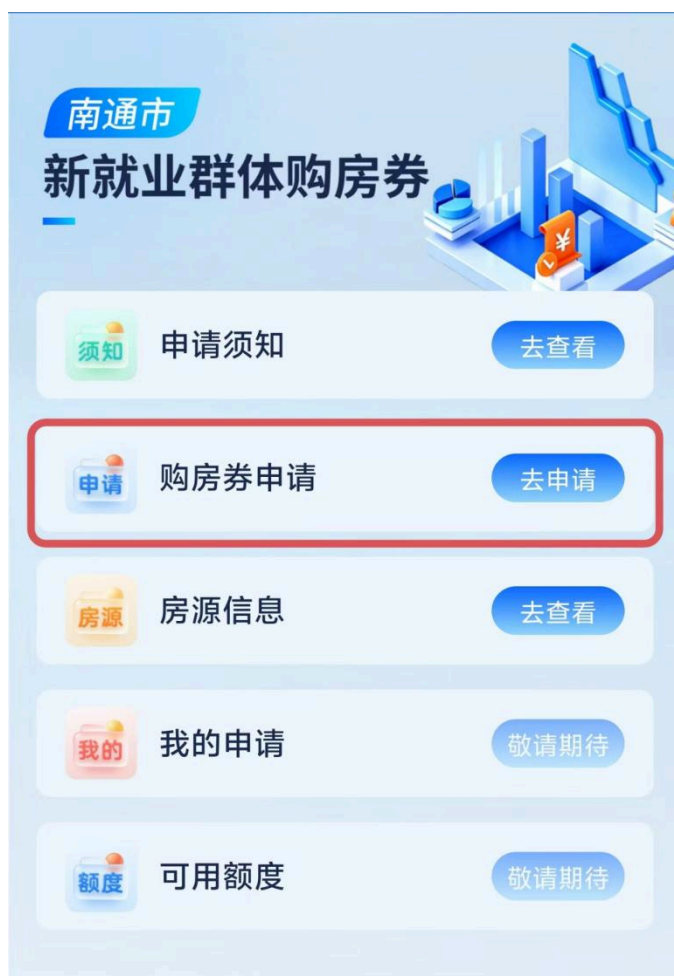 南通市
新就业群体购房券
¥
须知 申请须知 去查看
申请 购房券申请 去申请
房源 房源信息 去查看
我的 我的申请 敬请期待
额度 可用额度 敬请期待